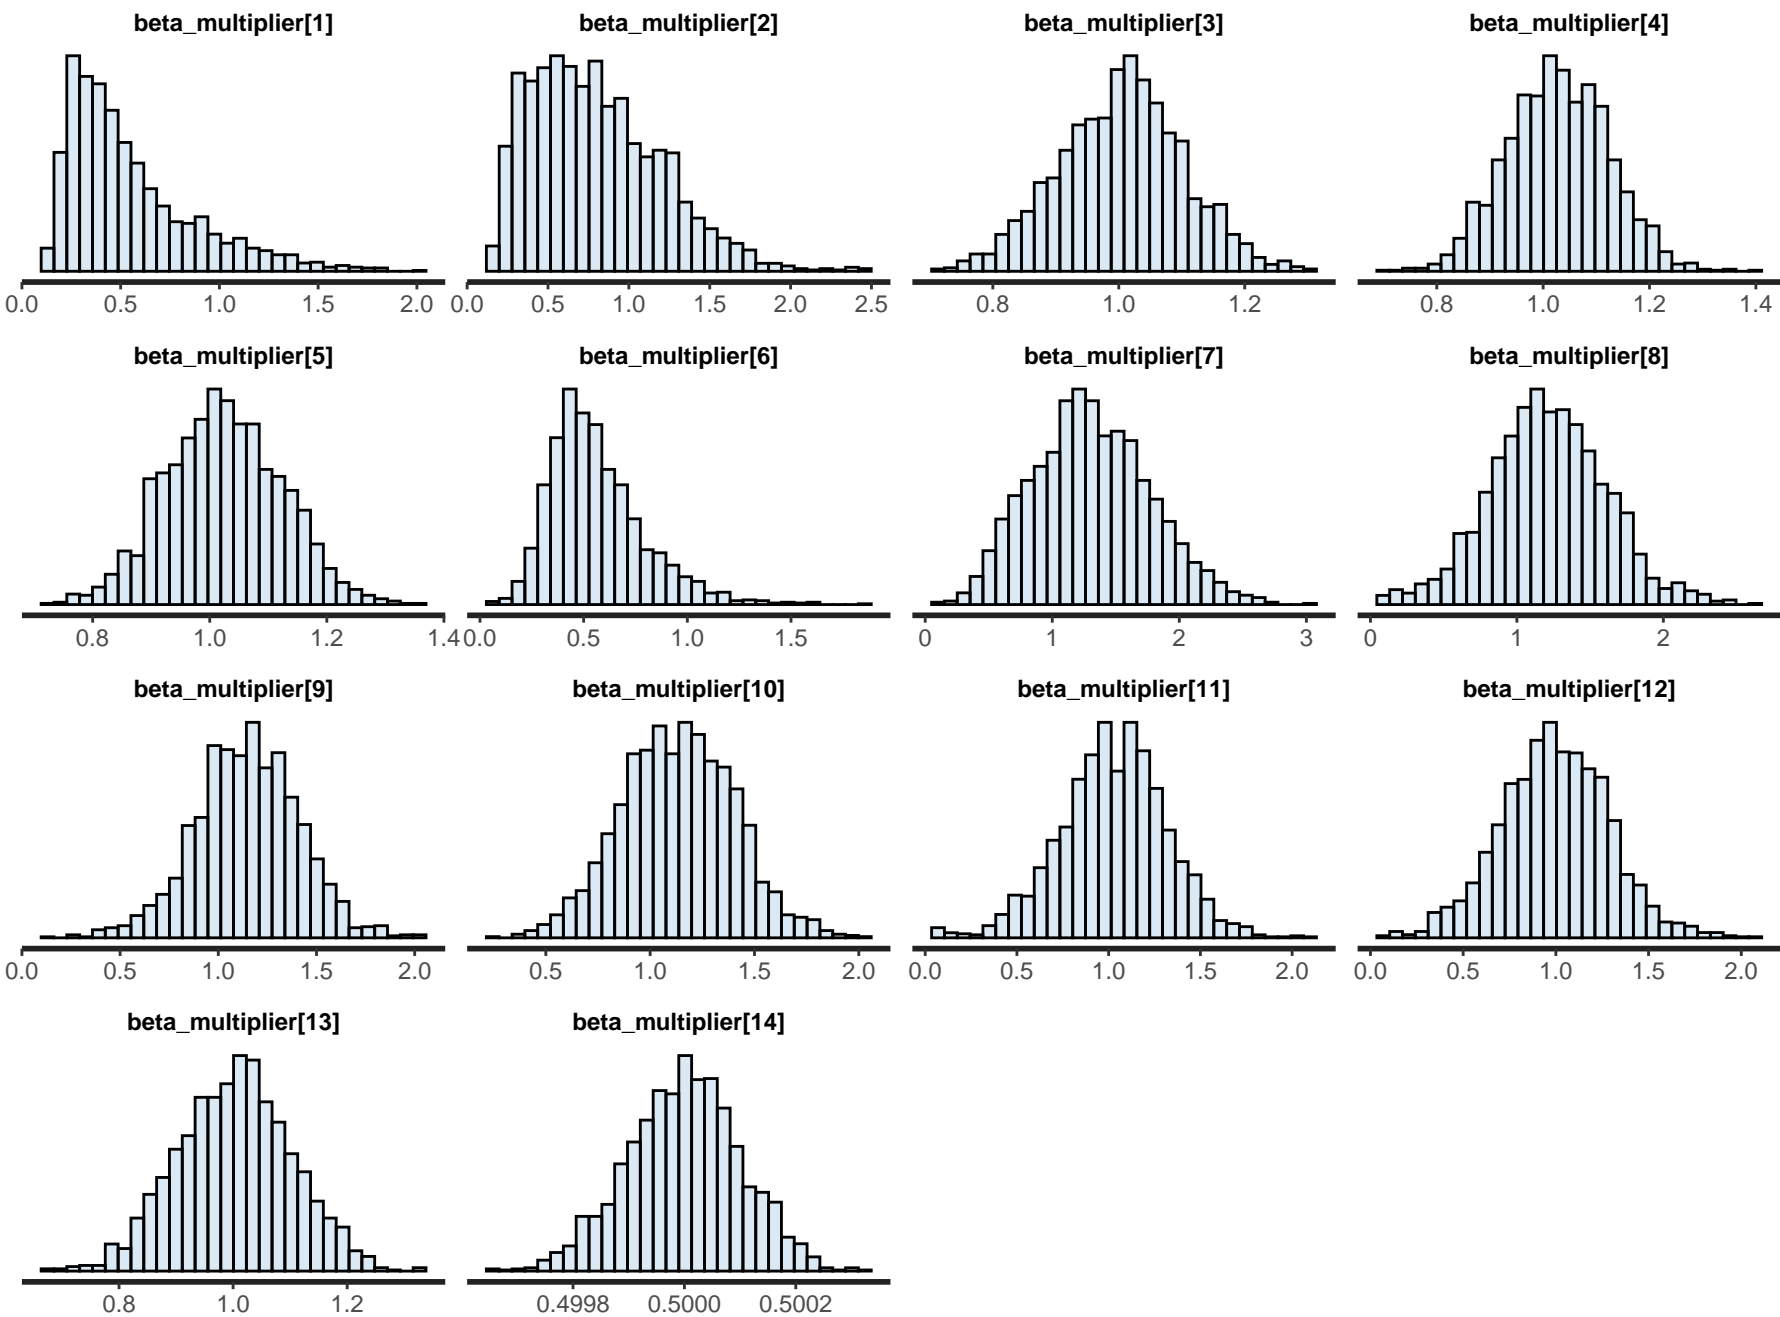 beta_multiplier[1] beta_multiplier[2] beta_multiplier[3] beta_multiplier[4]
0.0 0.5 1.0 1.5 2.0 0.0 0.5 1.0 1.5 2.0 2.5 0.8 1.0 1.2 0.8 1.0 1.2 1.4
beta_multiplier[5] beta_multiplier[6] beta_multiplier[7] beta_multiplier[8]
0.8 1.0 1.2 1.4 0.0 0.5 1.0 1.5 0 1 2 3 0 1 2
beta_multiplier[9] beta_multiplier[10] beta_multiplier[11] beta_multiplier[12]
0.0 0.5 1.0 1.5 2.0 0.5 1.0 1.5 2.0 0.0 0.5 1.0 1.5 2.0 0.0 0.5 1.0 1.5 2.0
beta_multiplier[13] beta_multiplier[14]
0.8 1.0 1.2 0.4998 0.5000 0.5002